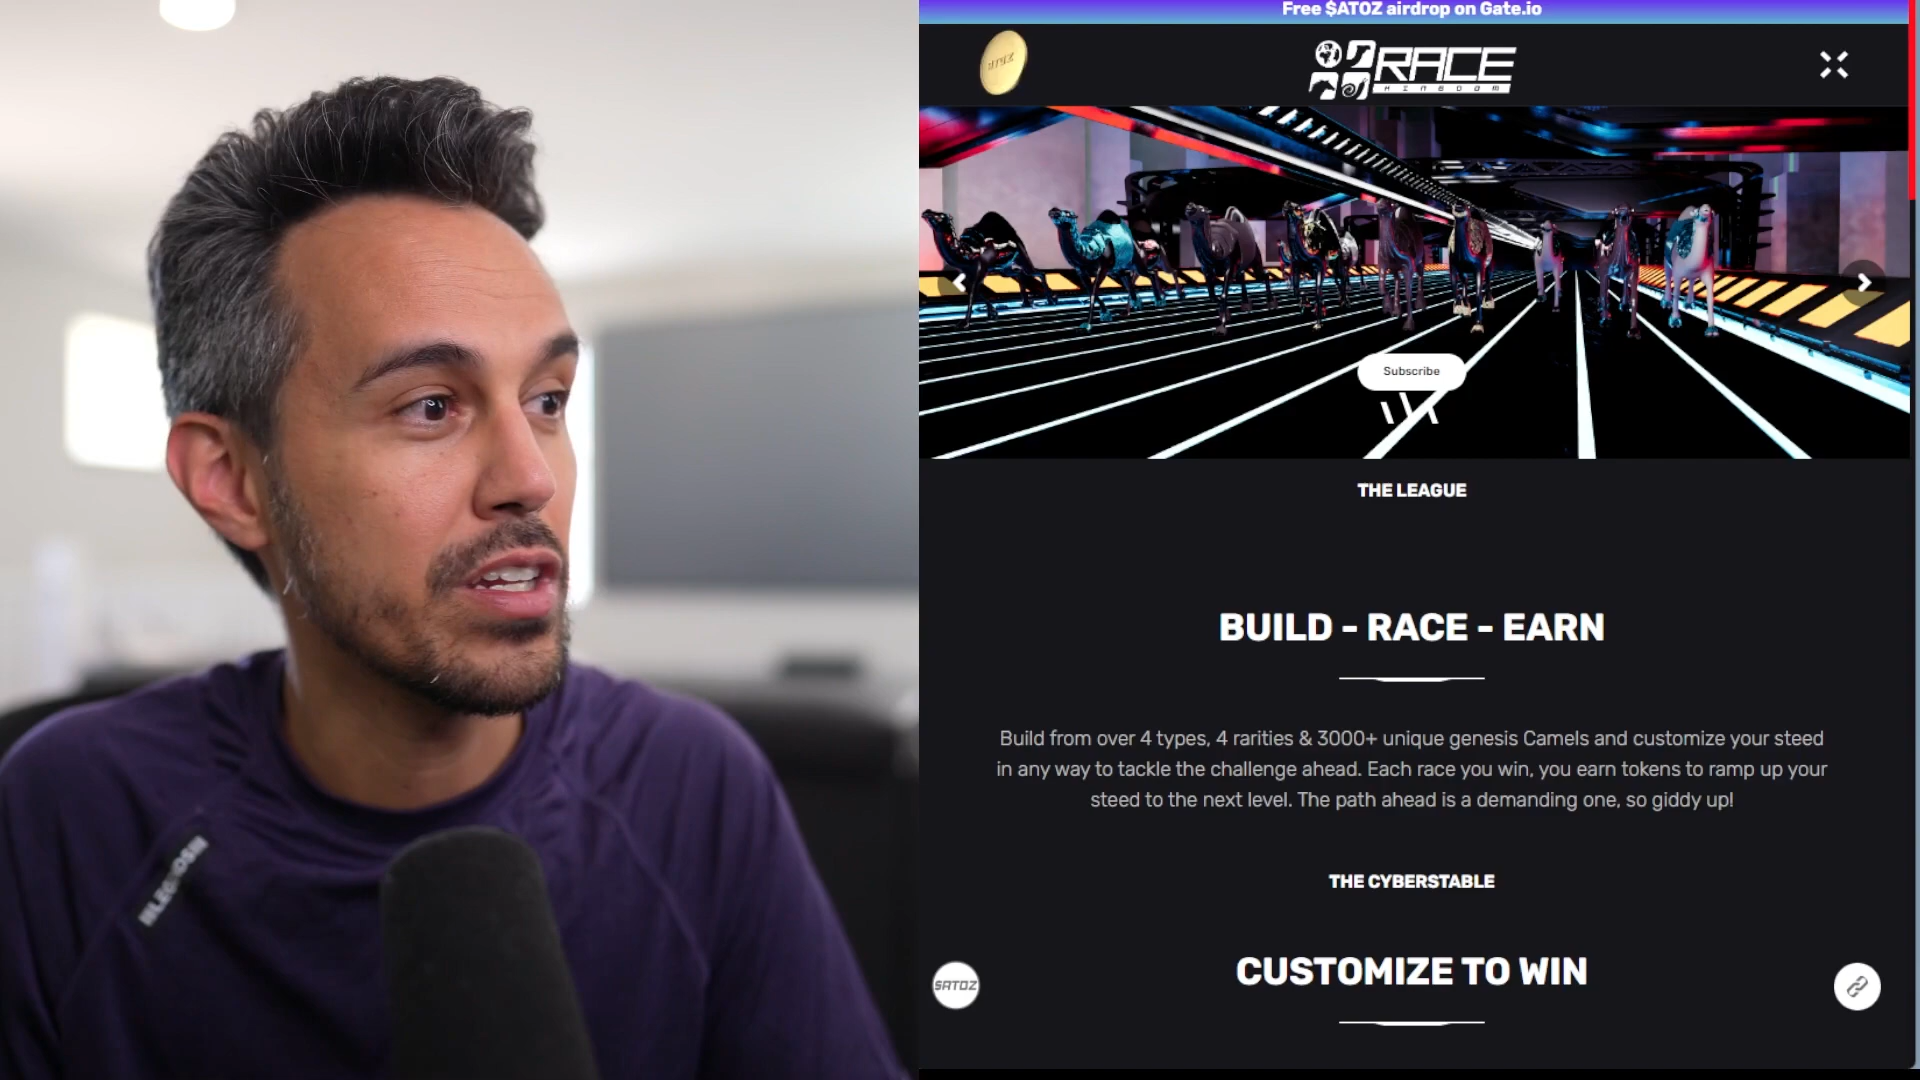 Free $ATOZ airdrop on Gate.io
ATOZ
RACE
KINGDOM
Subscribe
THE LEAGUE
BUILD - RACE - EARN
Build from over 4 types, 4 rarities & 3000+ unique genesis Camels and customize your steed
in any way to tackle the challenge ahead. Each race you win, you earn tokens to ramp up your
steed to the next level. The path ahead is a demanding one, so giddy up!
THE CYBERSTABLE
CUSTOMIZE TO WIN
$ATOZ